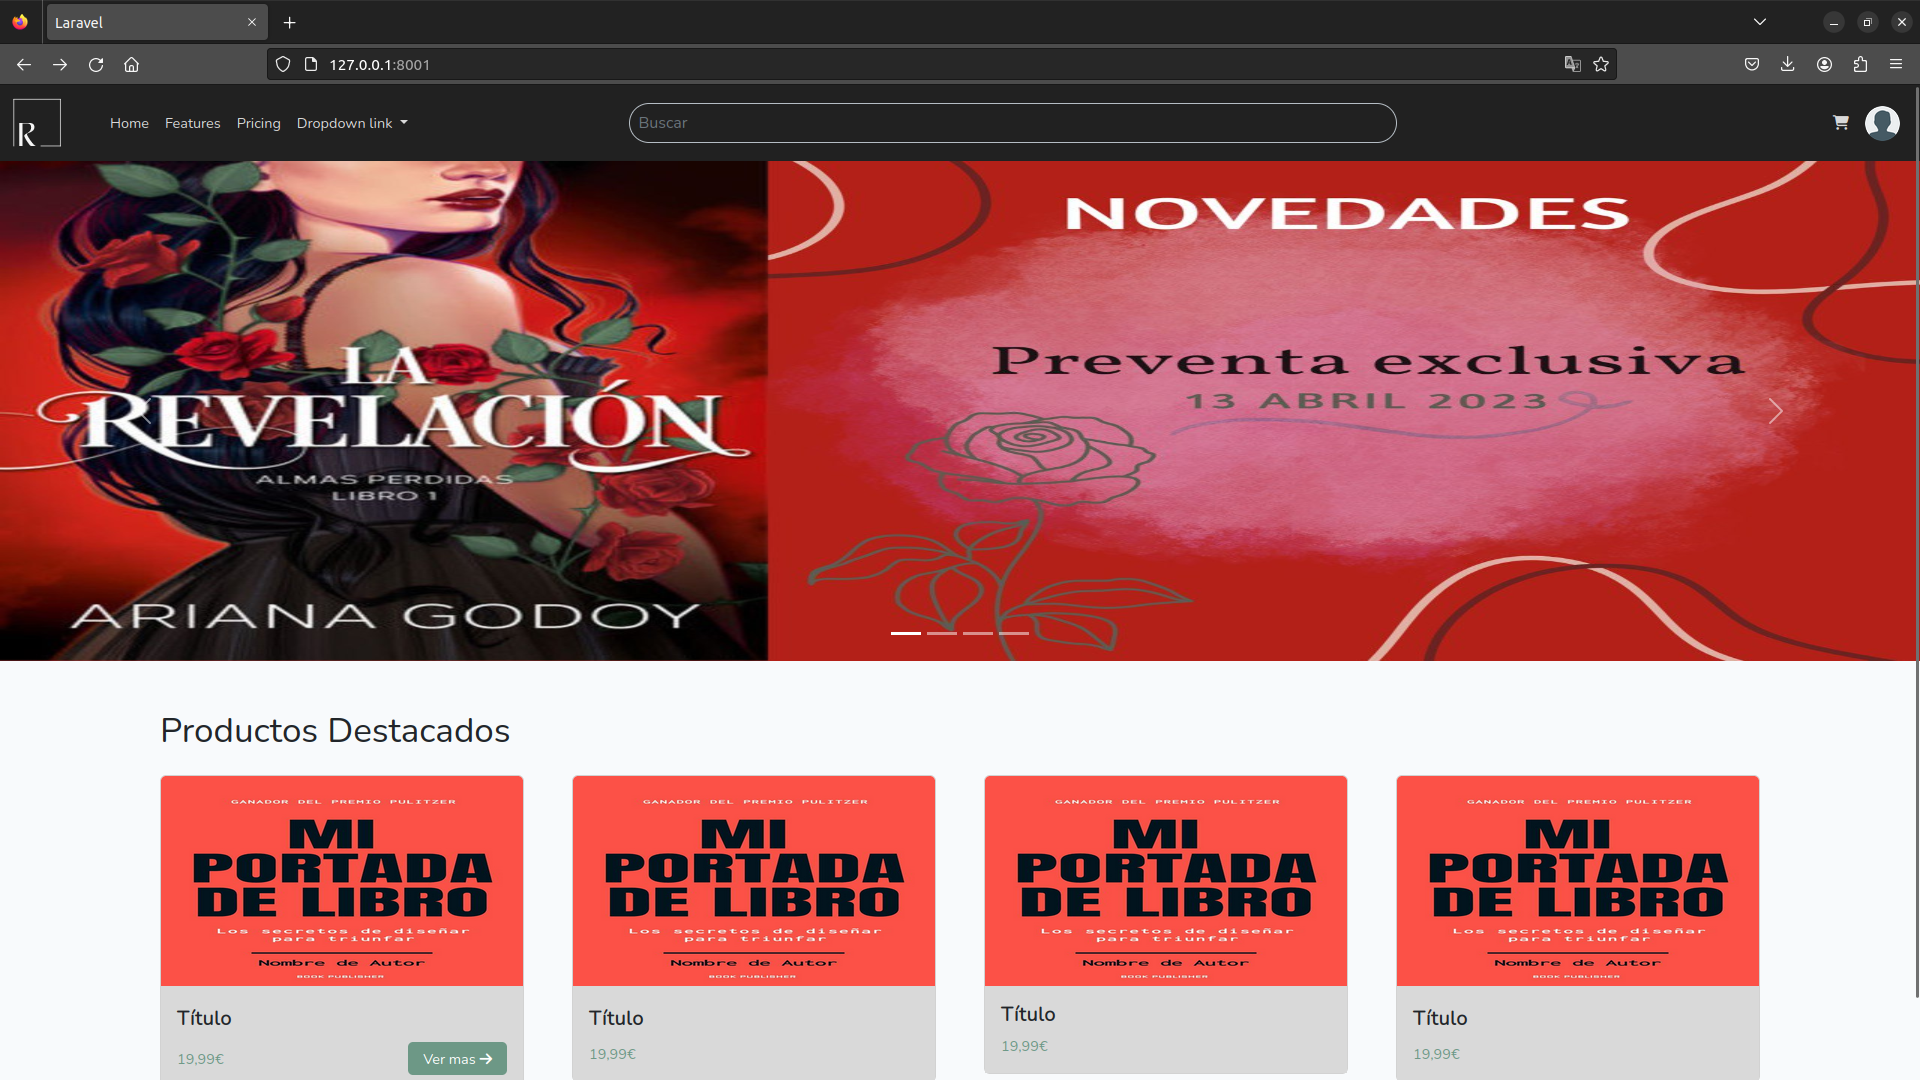 Laravel
127.0.0.1:8001
R
Home Features Pricing Dropdown link
Buscar
LA
REVELACIÓN
ALMAS PERDIDAS
LIBRO 1
ARIANA GODOY
NOVEDADES
Preventa exclusiva
13 ABRIL 2023
Productos Destacados
GANADOR DEL PREMIO PULITZER
MI
PORTADA
DE LIBRO
Los secretos de diseñar
para triunfar
Nombre de Autor
BOOK PUBLISHER
Título
19,99€
Ver mas
GANADOR DEL PREMIO PULITZER
MI
PORTADA
DE LIBRO
Los secretos de diseñar
para triunfar
Nombre de Autor
BOOK PUBLISHER
Título
19,99€
GANADOR DEL PREMIO PULITZER
MI
PORTADA
DE LIBRO
Los secretos de diseñar
para triunfar
Nombre de Autor
BOOK PUBLISHER
Título
19,99€
GANADOR DEL PREMIO PULITZER
MI
PORTADA
DE LIBRO
Los secretos de diseñar
para triunfar
Nombre de Autor
BOOK PUBLISHER
Título
19,99€